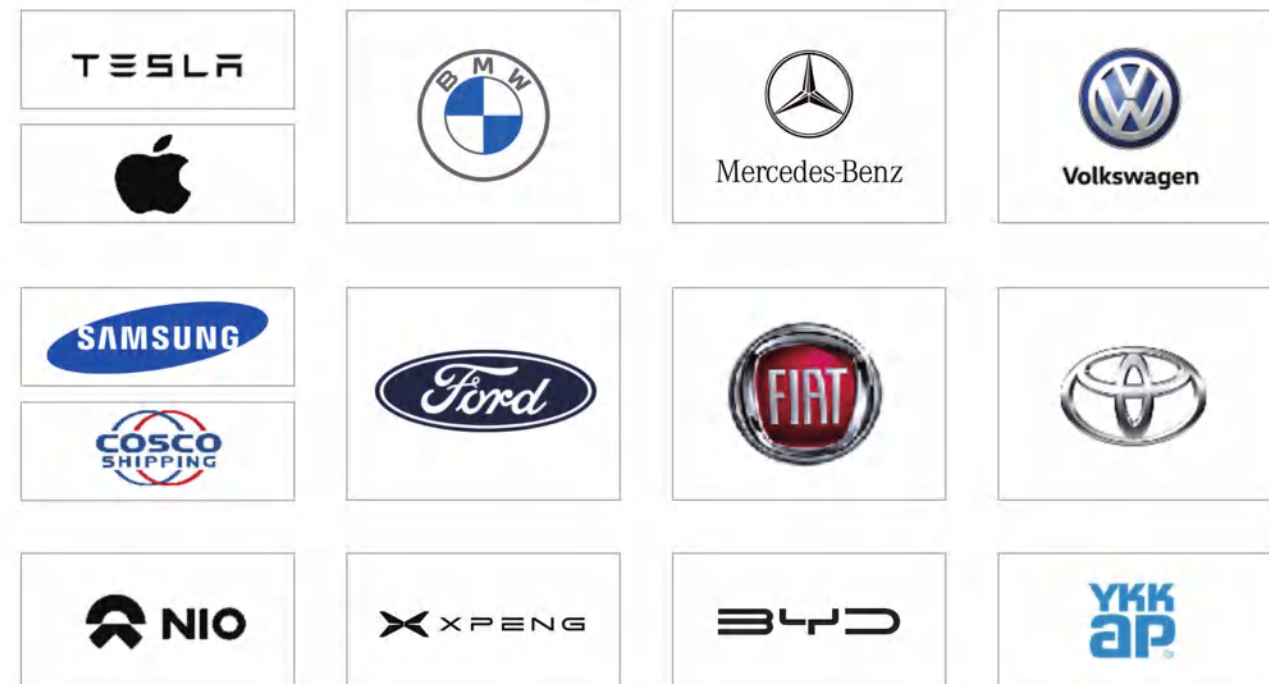 TESLA
BMW
Mercedes-Benz
Volkswagen
SAMSUNG
COSCO
SHIPPING
Ford
FIAT
NIO
XPENG
BYD
YKK
ap